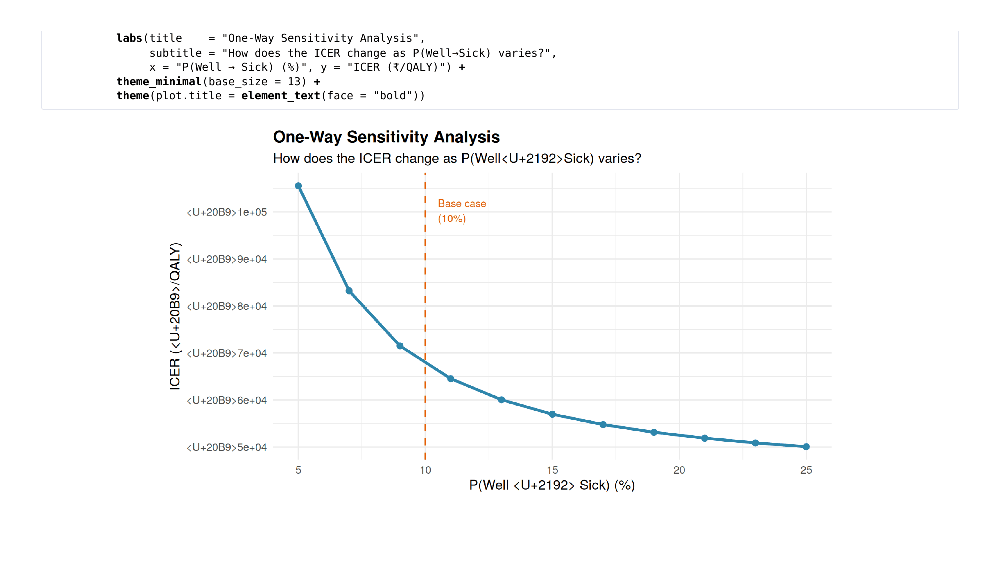 labs(title    = "One-Way Sensitivity Analysis",
     subtitle = "How does the ICER change as P(Well→Sick) varies?",
     x = "P(Well → Sick) (%)", y = "ICER (₹/QALY)") +
theme_minimal(base_size = 13) +
theme(plot.title = element_text(face = "bold"))
One-Way Sensitivity Analysis
How does the ICER change as P(Well<U+2192>Sick) varies?
Base case
(10%)
ICER (<U+20B9>/QALY)
<U+20B9>1e+05
<U+20B9>9e+04
<U+20B9>8e+04
<U+20B9>7e+04
<U+20B9>6e+04
<U+20B9>5e+04
5 10 15 20 25
P(Well <U+2192> Sick) (%)